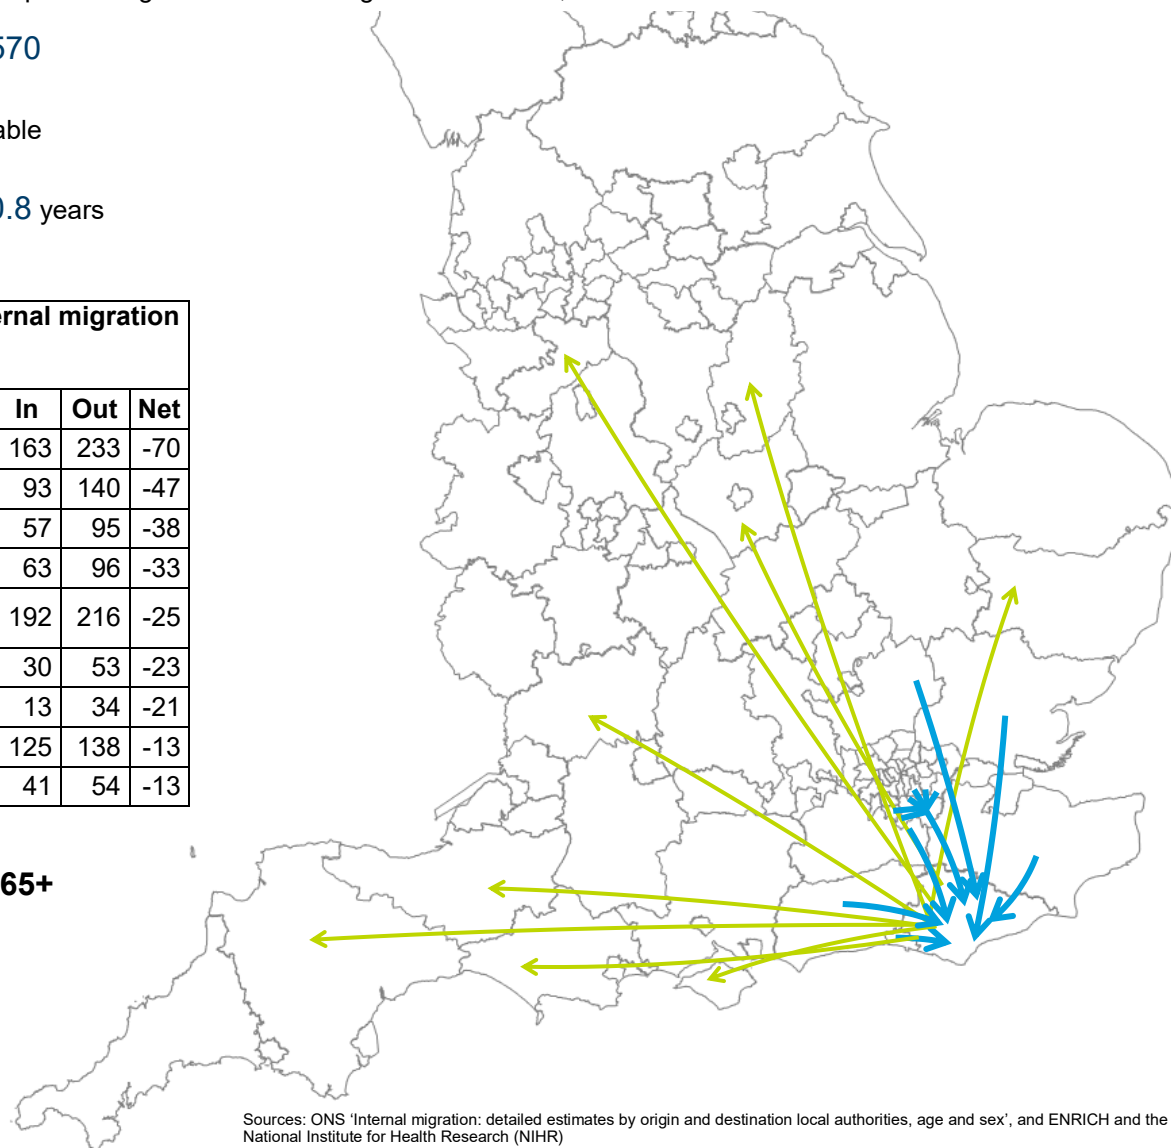 570
able
0.8 years
ernal migration
In Out Net
163 233 -70
93 140 -47
57 95 -38
63 96 -33
192 216 -25
30 53 -23
13 34 -21
125 138 -13
41 54 -13
65+
Sources: ONS ‘Internal migration: detailed estimates by origin and destination local authorities, age and sex’, and ENRICH and the
National Institute for Health Research (NIHR)